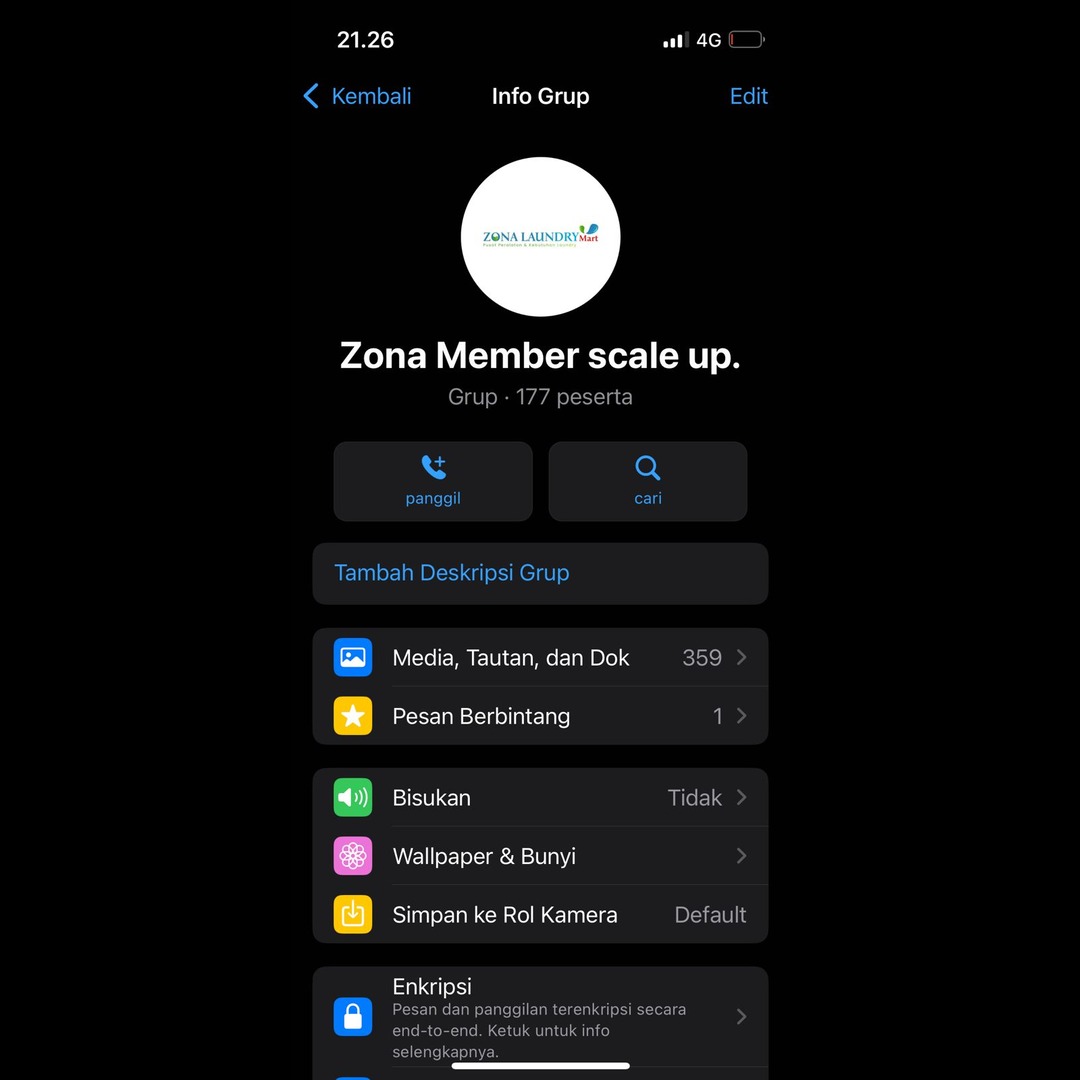 21.26
4G
Kembali
Info Grup
Edit
ZONA LAUNDRY Mart
Pusat Peralatan & Kebutuhan Laundry
Zona Member scale up.
Grup · 177 peserta
panggil
cari
Tambah Deskripsi Grup
Media, Tautan, dan Dok 359
Pesan Berbintang 1
Bisukan Tidak
Wallpaper & Bunyi
Simpan ke Rol Kamera Default
Enkripsi
Pesan dan panggilan terenkripsi secara
end-to-end. Ketuk untuk info
selengkapnya.